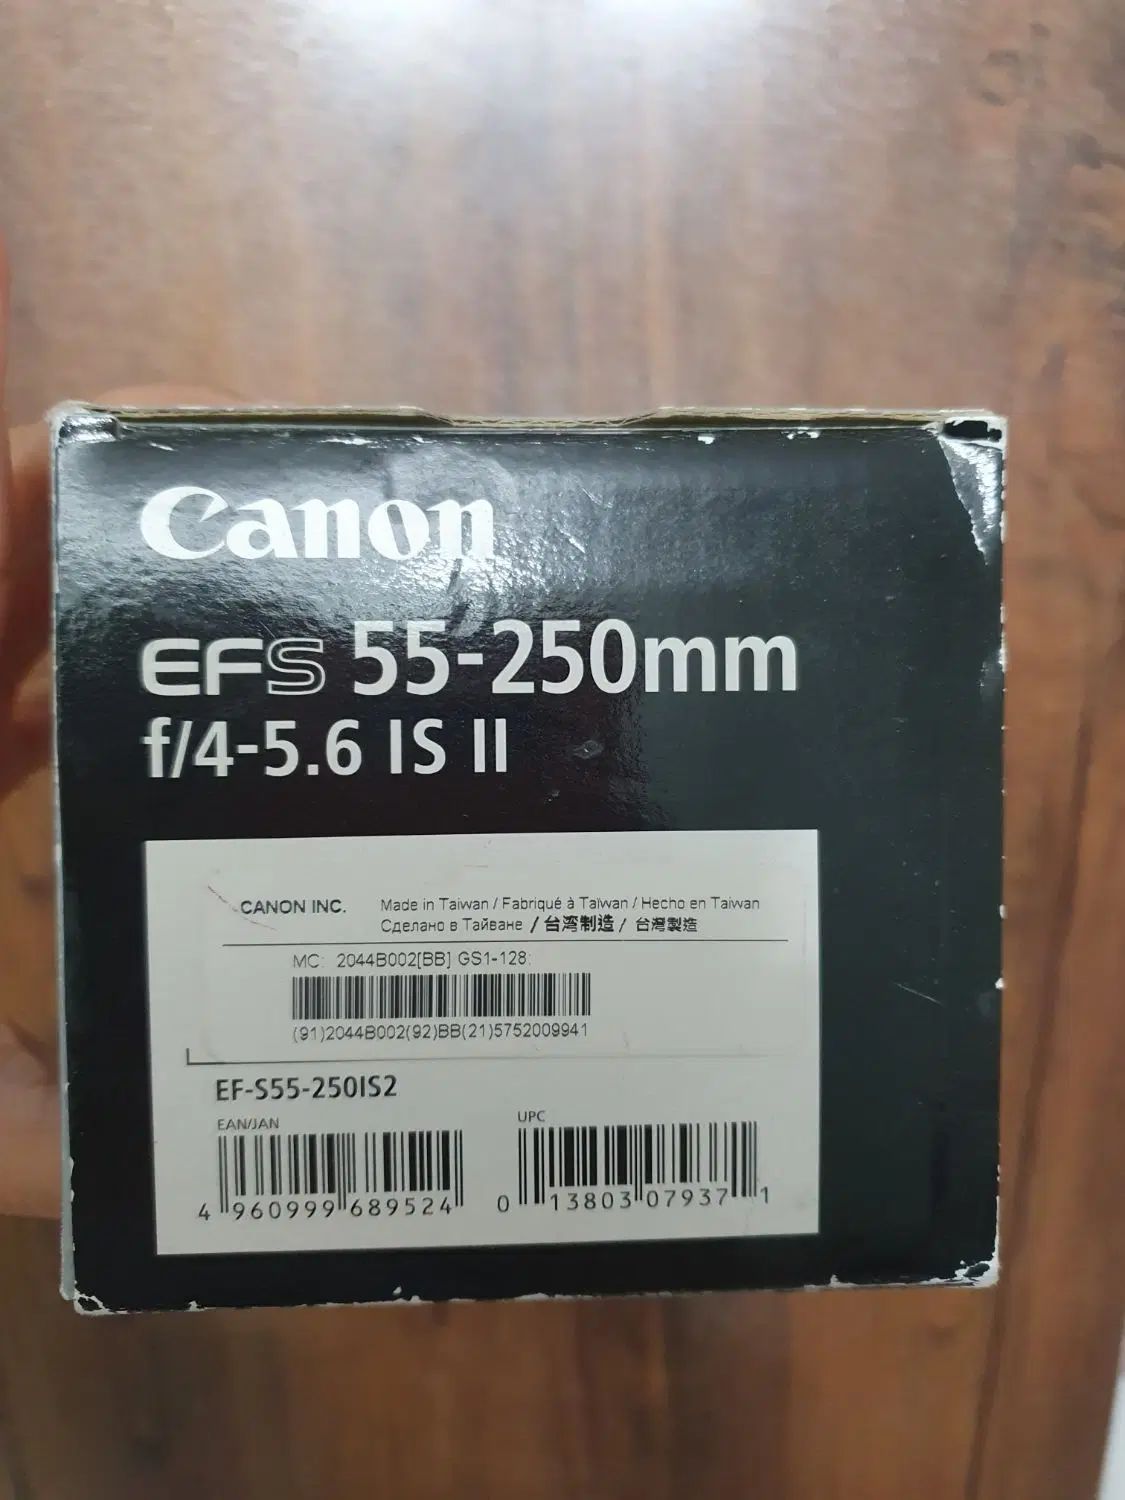 Canon
EFS 55-250mm
f/4-5.6 IS II
CANON INC. Made in Taiwan / Fabriqué à Taïwan / Hecho en Taiwan
Сделано в Тайване / 台湾制造 / 台灣製造
MC: 2044B002[BB] GS1-128:
(91)2044B002(92)BB(21)5752009941
EF-S55-250IS2
EAN/JAN UPC
4 960999 689524 0 13803 07937 1